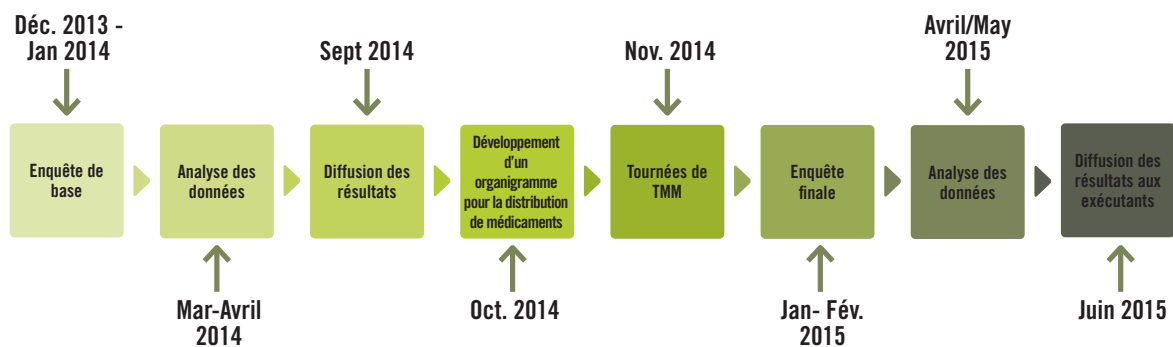 Déc. 2013 -
Jan 2014
Sept 2014
Nov. 2014
Avril/May
2015
Enquête de
base
Analyse des
données
Diffusion des
résultats
Développement
d'un
organigramme
pour la distribution
de médicaments
Tournées de
TMM
Enquête
finale
Analyse des
données
Diffusion des
résultats aux
exécutants
Mar-Avril
2014
Oct. 2014
Jan- Fév.
2015
Juin 2015